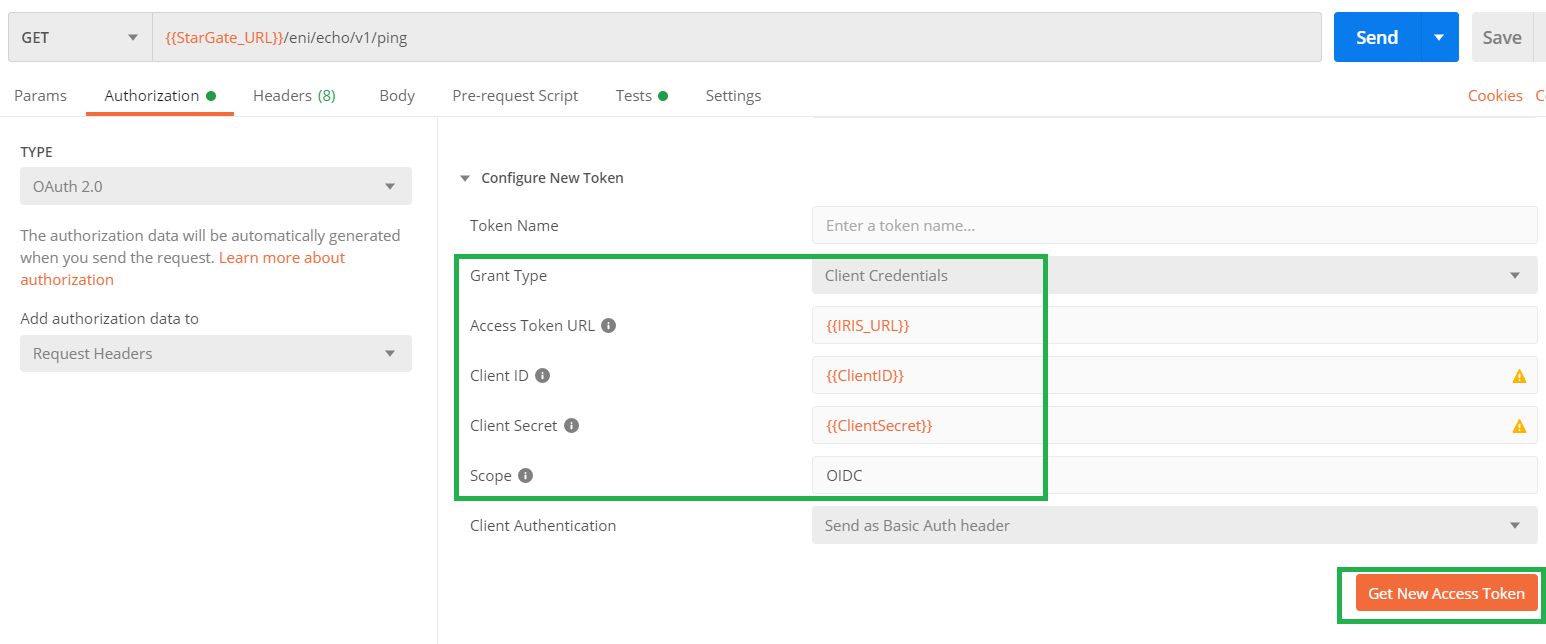 GET
{{StarGate_URL}}/eni/echo/v1/ping
Send
Save
Params
Authorization
Headers (8)
Body
Pre-request Script
Tests
Settings
Cookies
TYPE
OAuth 2.0
The authorization data will be automatically generated
when you send the request. Learn more about
authorization
Add authorization data to
Request Headers
Configure New Token
Token Name
Enter a token name...
Grant Type
Client Credentials
Access Token URL
{{IRIS_URL}}
Client ID
{{ClientID}}
Client Secret
{{ClientSecret}}
Scope
OIDC
Client Authentication
Send as Basic Auth header
Get New Access Token